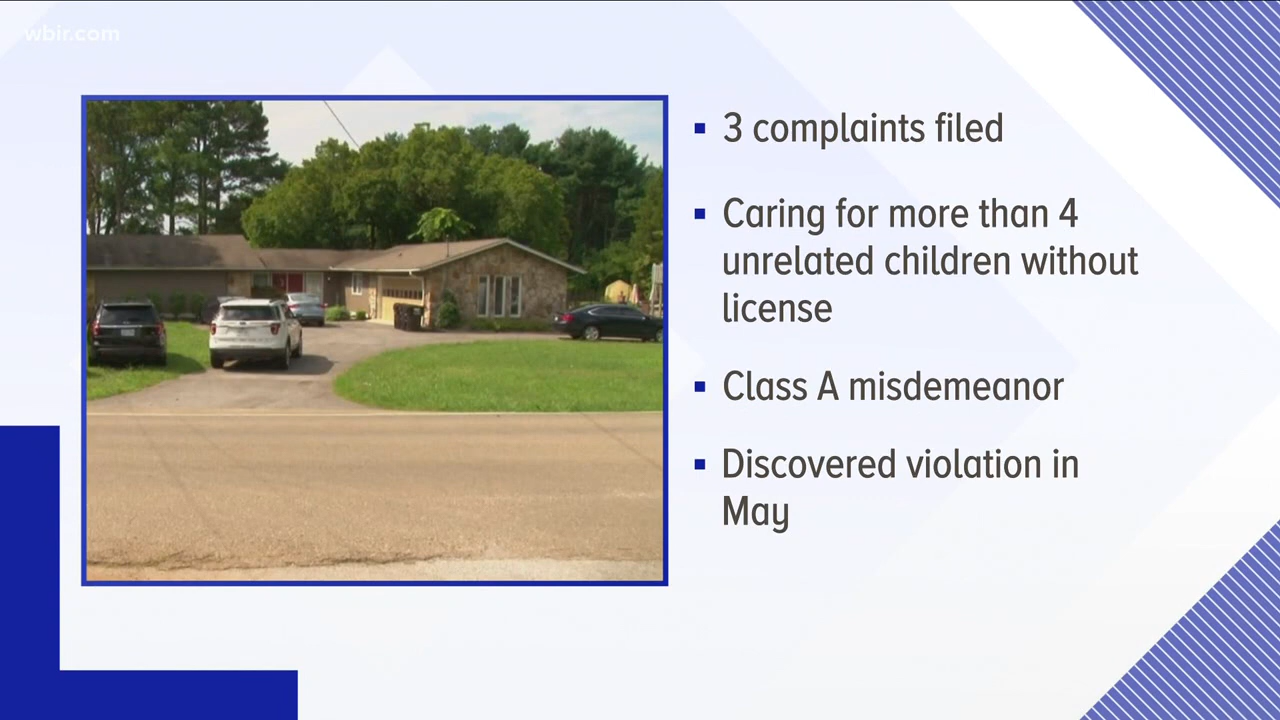 wbir.com
▪ 3 complaints filed
▪ Caring for more than 4
unrelated children without
license
▪ Class A misdemeanor
▪ Discovered violation in
May